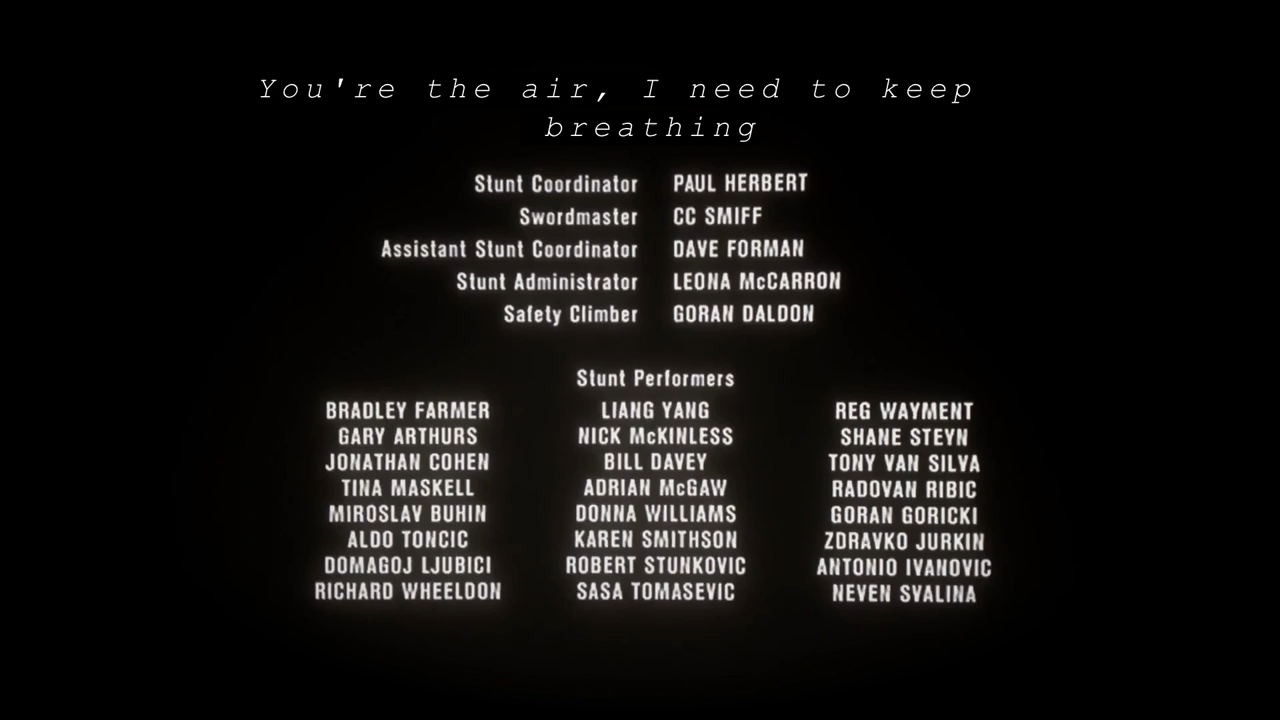 You're the air, I need to keep
breathing
Stunt Coordinator PAUL HERBERT
Swordmaster CC SMIFF
Assistant Stunt Coordinator DAVE FORMAN
Stunt Administrator LEONA McCARRON
Safety Climber GORAN DALDON
Stunt Performers
BRADLEY FARMER LIANG YANG REG WAYMENT
GARY ARTHURS NICK McKINLESS SHANE STEYN
JONATHAN COHEN BILL DAVEY TONY VAN SILVA
TINA MASKELL ADRIAN McGAW RADOVAN RIBIC
MIROSLAV BUHIN DONNA WILLIAMS GORAN GORICKI
ALDO TONCIC KAREN SMITHSON ZDRAVKO JURKIN
DOMAGOJ LJUBICI ROBERT STUNKOVIC ANTONIO IVANOVIC
RICHARD WHEELDON SASA TOMASEVIC NEVEN SVALINA